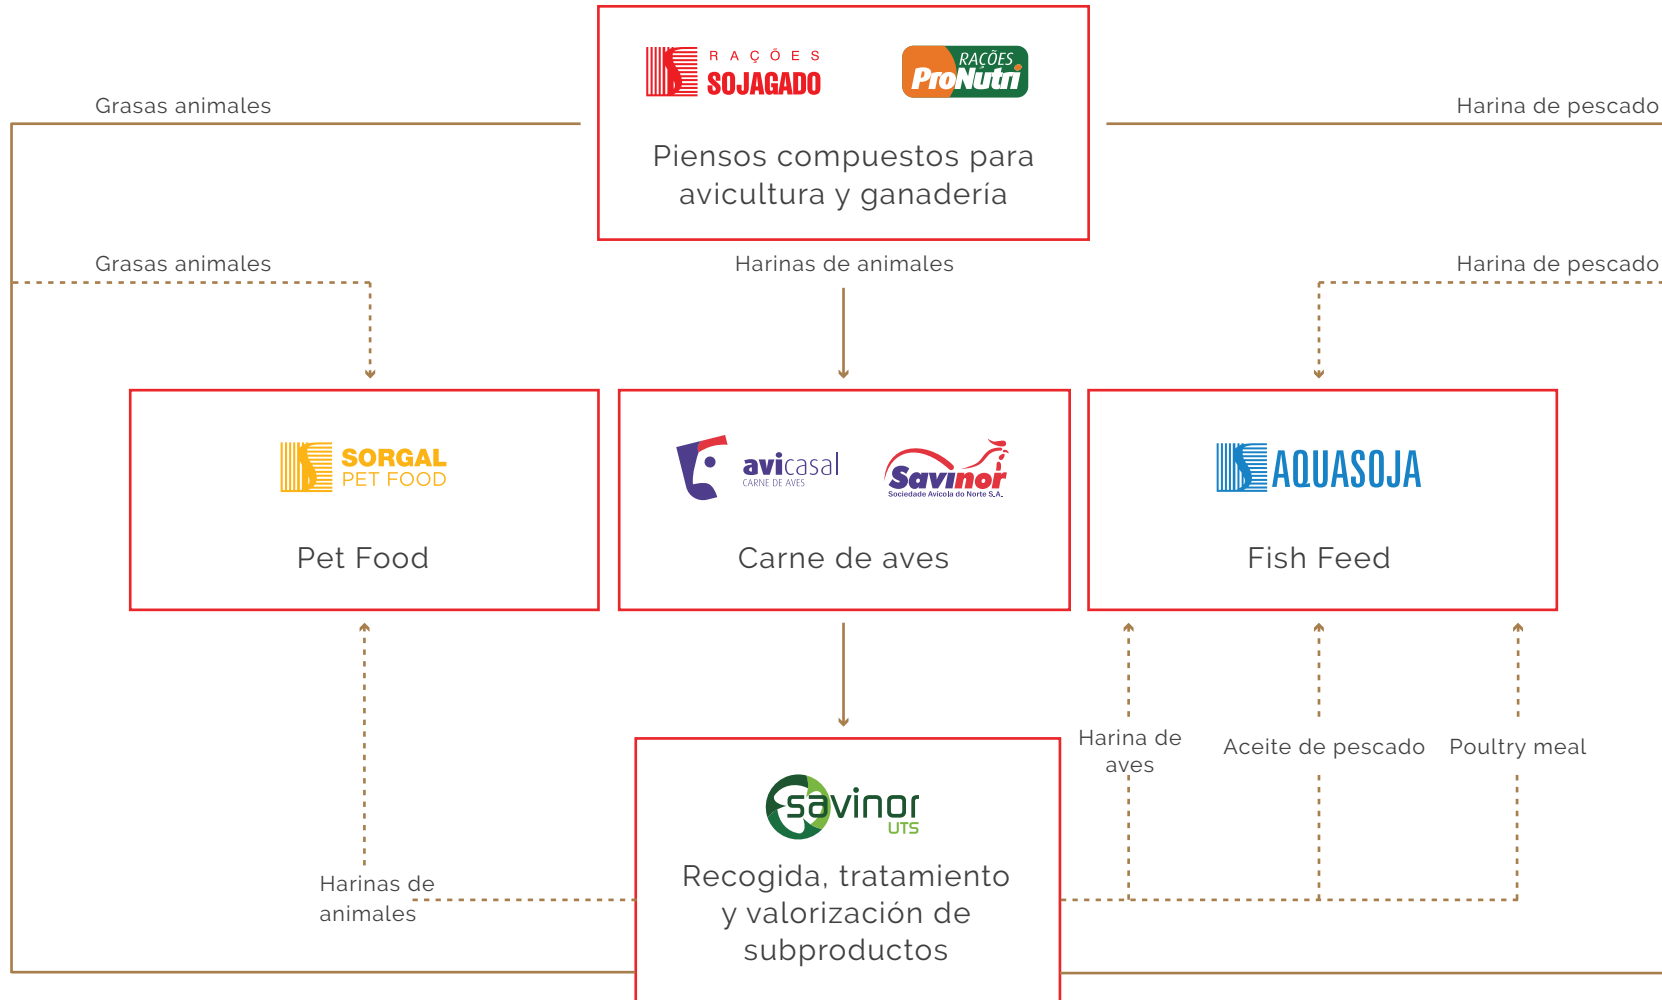 RAÇÕES
SOJAGADO
RAÇÕES
ProNutri
Grasas animales
Harina de pescado
Piensos compuestos para
avicultura y ganadería
Grasas animales
Harinas de animales
Harina de pescado
SORGAL
PET FOOD
avicasal
CARNE DE AVES
Savinor
Sociedade Avícola do Norte S.A.
AQUASOJA
Pet Food
Carne de aves
Fish Feed
Harina de
aves
Aceite de pescado
Poultry meal
savinor
UTS
Recogida, tratamiento
y valorización de
subproductos
Harinas de
animales